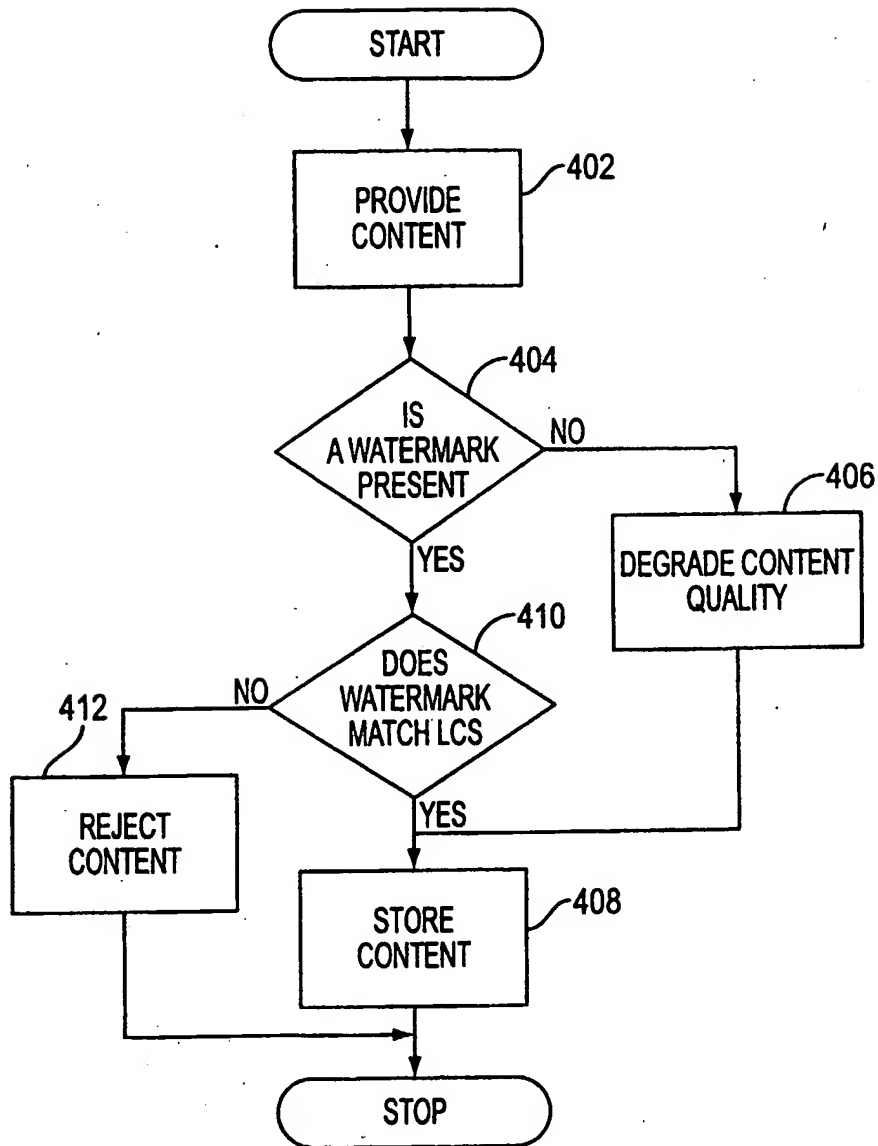 START
402
PROVIDE
CONTENT
404
IS
A WATERMARK
PRESENT
NO
YES
406
DEGRADE CONTENT
QUALITY
410
DOES
WATERMARK
MATCH LCS
NO
YES
412
REJECT
CONTENT
408
STORE
CONTENT
STOP